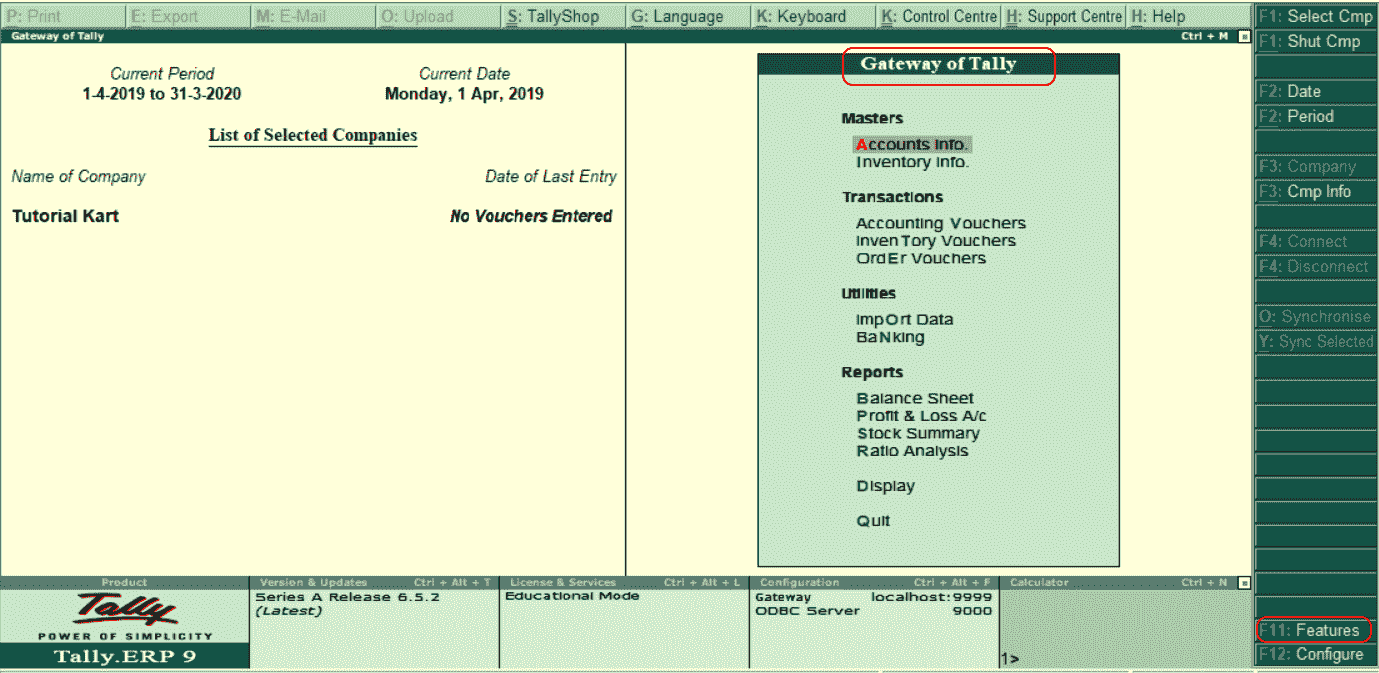 P: Print E: Export M: E-Mail O: Upload S: TallyShop G: Language K: Keyboard K: Control Centre H: Support Centre H: Help
Gateway of Tally Ctrl + M
Current Period Current Date
1-4-2019 to 31-3-2020 Monday, 1 Apr, 2019
List of Selected Companies
Name of Company Date of Last Entry
Tutorial Kart No Vouchers Entered
Gateway of Tally
Masters
Accounts Info.
Inventory Info.
Transactions
Accounting Vouchers
InvenTory Vouchers
OrdEr Vouchers
Utilities
ImpOrt Data
BaNking
Reports
Balance Sheet
Profit & Loss A/c
Stock Summary
Ratio Analysis
Display
Quit
F1: Select Cmp
F1: Shut Cmp
F2: Date
F2: Period
F3: Company
F3: Cmp Info
F4: Connect
F4: Disconnect
O: Synchronise
Y: Sync Selected
F11: Features
F12: Configure
Product
Tally
POWER OF SIMPLICITY
Tally.ERP 9
Version & Updates Ctrl + Alt + T
Series A Release 6.5.2
(Latest)
License & Services Ctrl + Alt + L
Educational Mode
Configuration Ctrl + Alt + F
Gateway localhost:9999
ODBC Server 9000
Calculator Ctrl + N
1>